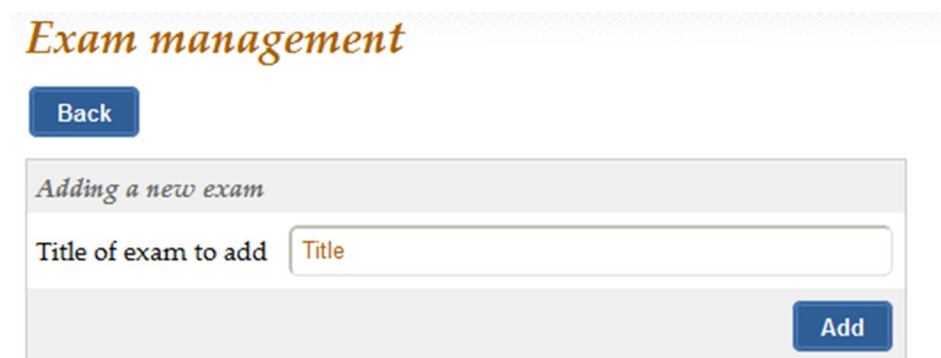 Exam management
Back
Adding a new exam
Title of exam to add Title
Add